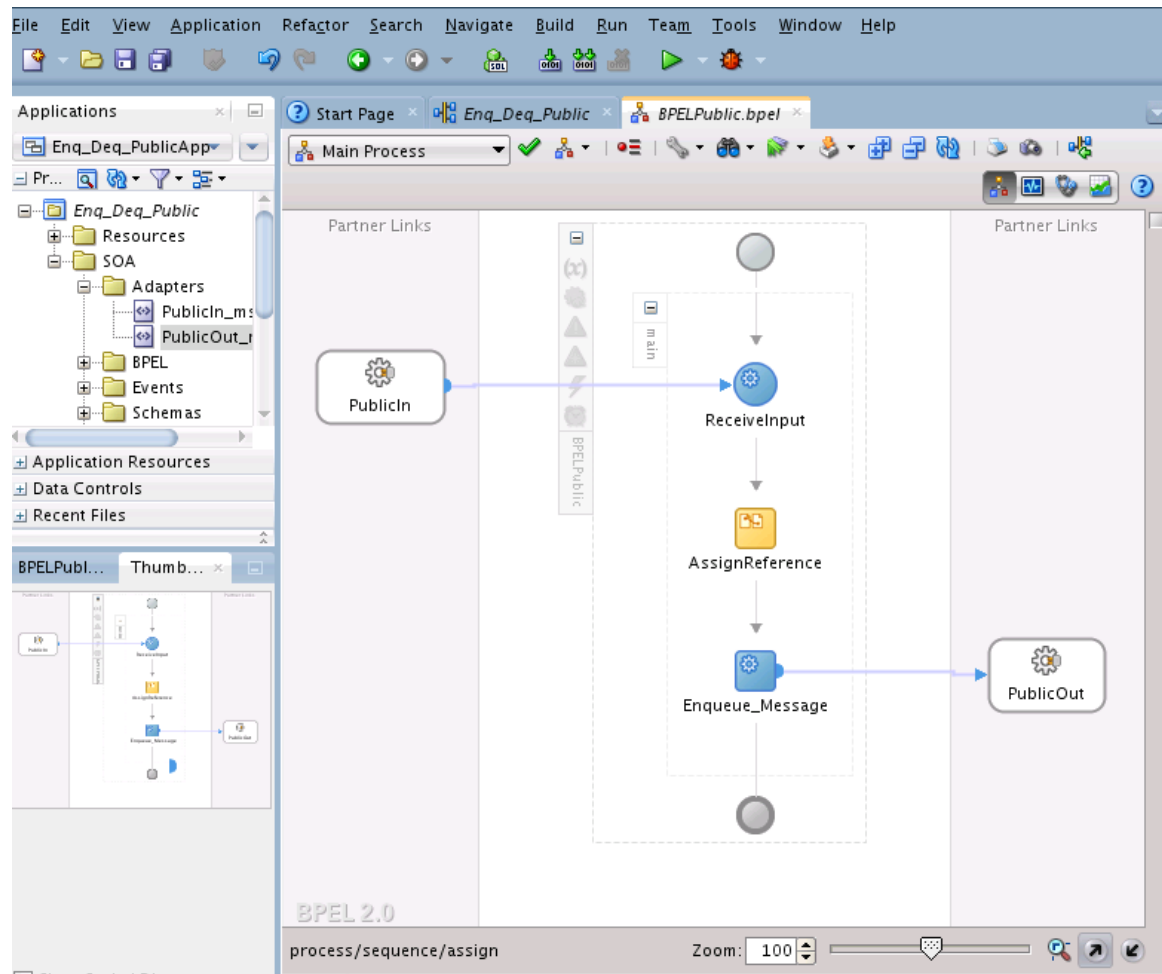 File Edit View Application Refactor Search Navigate Build Run Team Tools Window Help
Applications
Start Page
Enq_Deq_Public
BPELPublic.bpel
Enq_Deq_PublicApp
Main Process
Pr...
Enq_Deq_Public
Resources
SOA
Adapters
PublicIn_ms
PublicOut_
BPEL
Events
Schemas
Application Resources
Data Controls
Recent Files
BPELPubl...
Thumb...
Partner Links
Partner Links
(x)
main
BPELPublic
PublicIn
ReceiveInput
AssignReference
Enqueue_Message
PublicOut
BPEL 2.0
process/sequence/assign
Zoom: 100